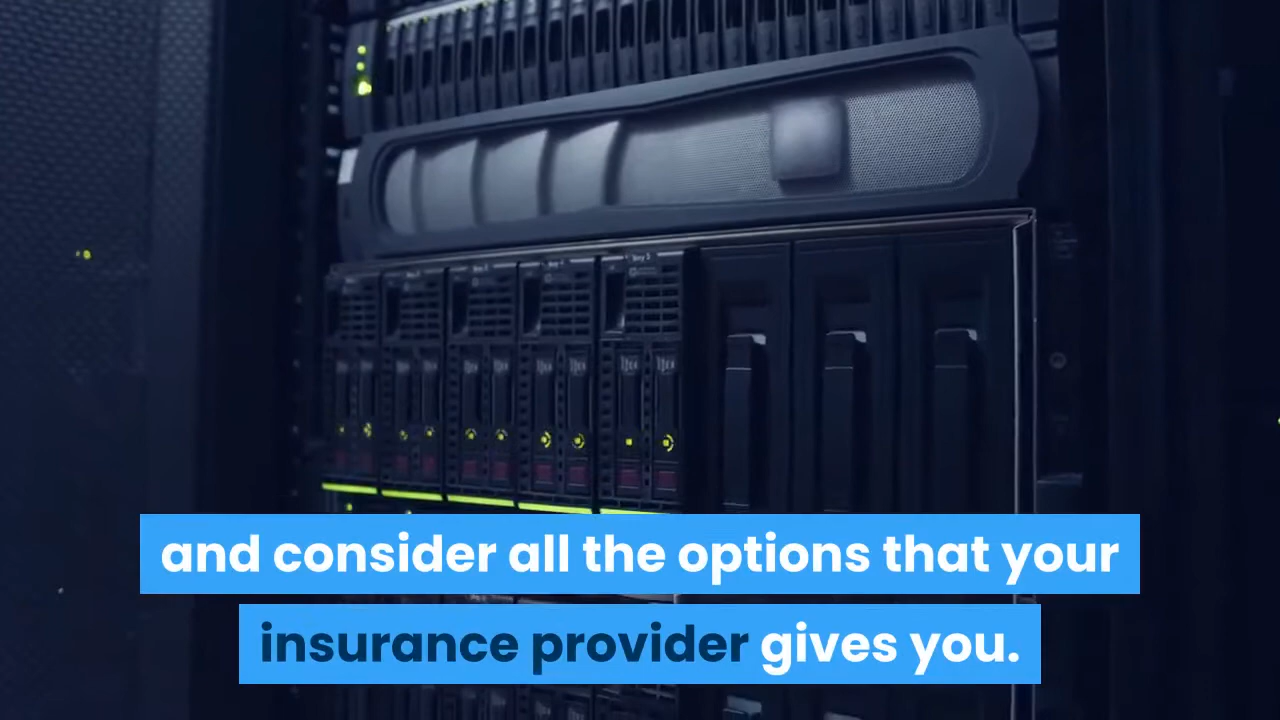 and consider all the options that your
insurance provider gives you.